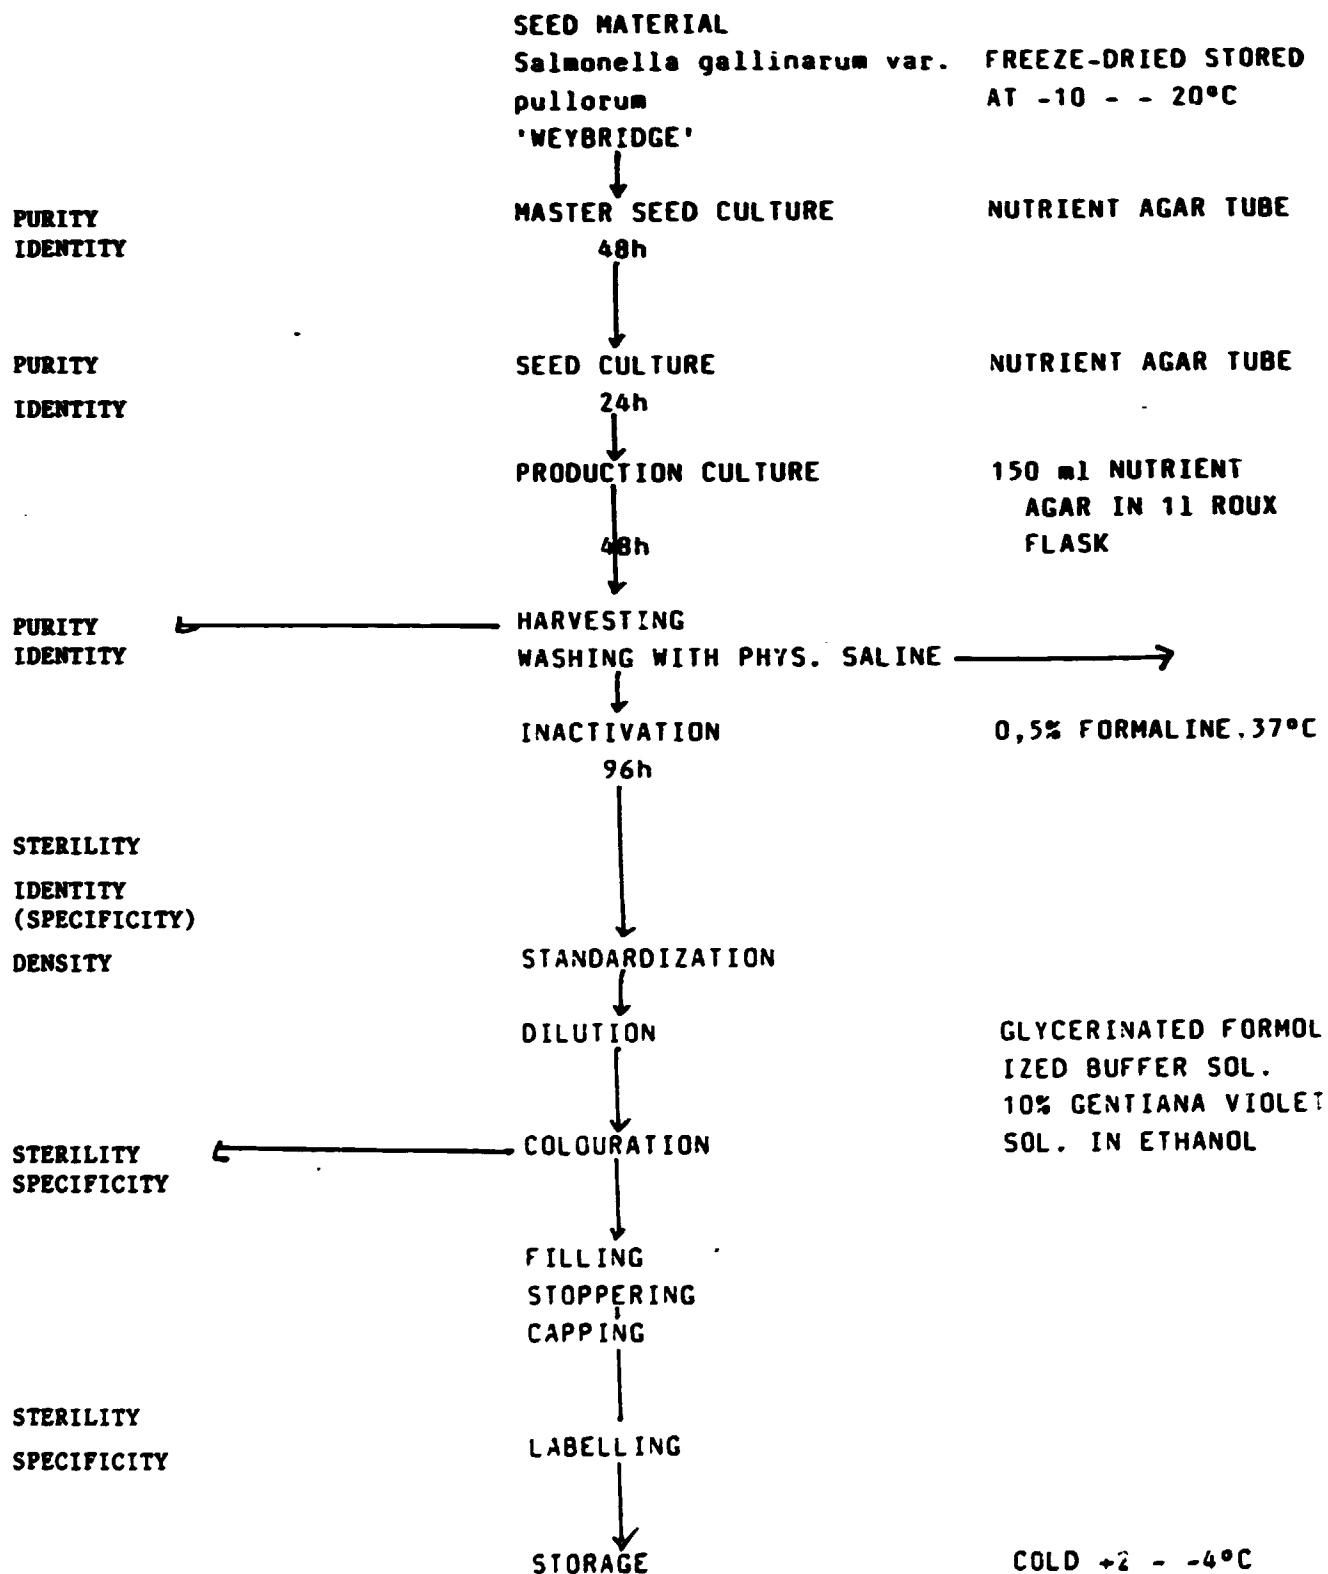 SEED MATERIAL
Salmonella gallinarum var. FREEZE-DRIED STORED
pullorum AT -10 - - 20°C
'WEYBRIDGE'
PURITY MASTER SEED CULTURE NUTRIENT AGAR TUBE
IDENTITY 48h
PURITY SEED CULTURE NUTRIENT AGAR TUBE
IDENTITY 24h
PRODUCTION CULTURE 150 ml NUTRIENT
AGAR IN 1l ROUX
48h FLASK
PURITY HARVESTING
IDENTITY WASHING WITH PHYS. SALINE
INACTIVATION 0,5% FORMALINE.37°C
96h
STERILITY
IDENTITY
(SPECIFICITY)
DENSITY STANDARDIZATION
DILUTION GLYCERINATED FORMOL
IZED BUFFER SOL.
10% GENTIANA VIOLET
STERILITY COLOURATION SOL. IN ETHANOL
SPECIFICITY
FILLING
STOPPERING
CAPPING
STERILITY
SPECIFICITY LABELLING
STORAGE COLD +2 - -4°C